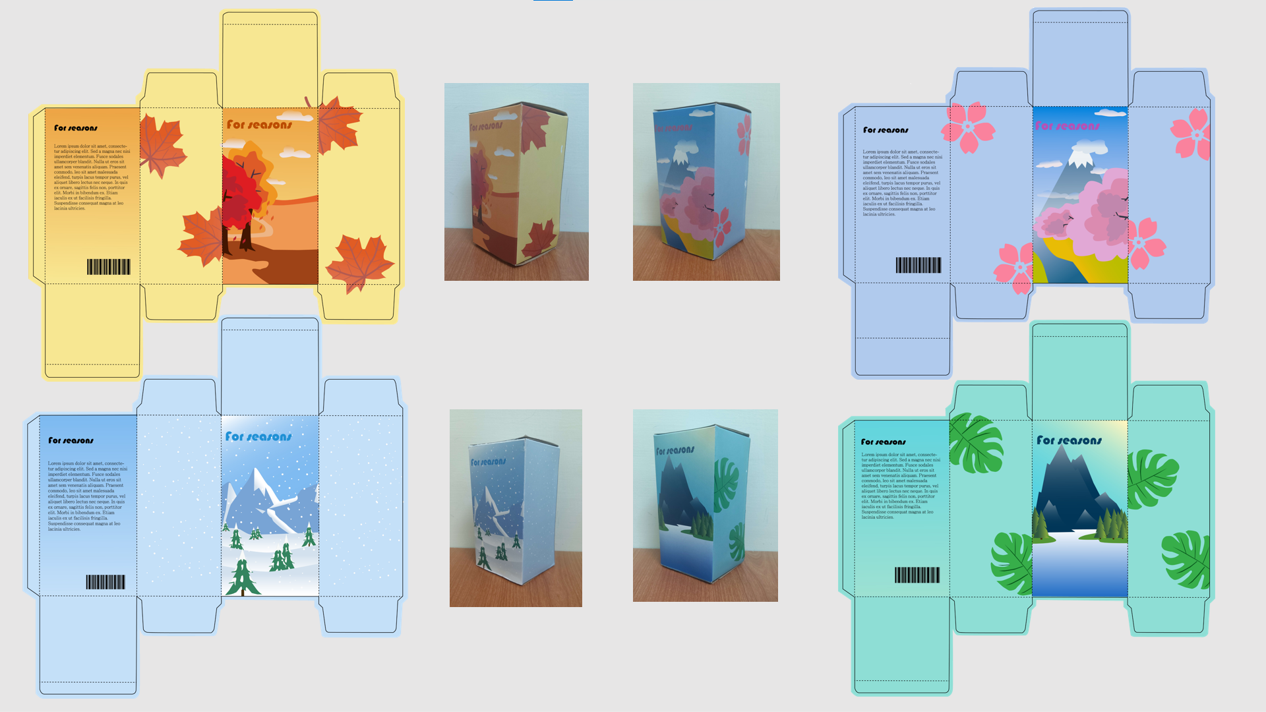 For seasons
Lorem ipsum dolor sit amet, consecte-
tur adipiscing elit. Sed a magna nec nisi
imperdiet elementum. Fusce sodales
ullamcorper blandit. Nulla ut eros sit
amet sem venenatis aliquam. Praesent
commodo, leo sit amet malesuada
eleifend, turpis lacus tempor purus, vel
aliquet libero lectus nec neque. In quis
ex ornare, sagittis felis non, porttitor
elit. Morbi in bibendum ex. Etiam
iaculis ex at facilisis fringilla.
Suspendisse consequat magna at leo
lacinia ultricies.
For seasons
For seasons
For seasons
For seasons
Lorem ipsum dolor sit amet, consecte-
tur adipiscing elit. Sed a magna nec nisi
imperdiet elementum. Fusce sodales
ullamcorper blandit. Nulla ut eros sit
amet sem venenatis aliquam. Praesent
commodo, leo sit amet malesuada
eleifend, turpis lacus tempor purus, vel
aliquet libero lectus nec neque. In quis
ex ornare, sagittis felis non, porttitor
elit. Morbi in bibendum ex. Etiam
iaculis ex at facilisis fringilla.
Suspendisse consequat magna at leo
lacinia ultricies.
For seasons
For seasons
Lorem ipsum dolor sit amet, consecte-
tur adipiscing elit. Sed a magna nec nisi
imperdiet elementum. Fusce sodales
ullamcorper blandit. Nulla ut eros sit
amet sem venenatis aliquam. Praesent
commodo, leo sit amet malesuada
eleifend, turpis lacus tempor purus, vel
aliquet libero lectus nec neque. In quis
ex ornare, sagittis felis non, porttitor
elit. Morbi in bibendum ex. Etiam
iaculis ex at facilisis fringilla.
Suspendisse consequat magna at leo
lacinia ultricies.
For seasons
For seasons
For seasons
For seasons
Lorem ipsum dolor sit amet, consecte-
tur adipiscing elit. Sed a magna nec nisi
imperdiet elementum. Fusce sodales
ullamcorper blandit. Nulla ut eros sit
amet sem venenatis aliquam. Praesent
commodo, leo sit amet malesuada
eleifend, turpis lacus tempor purus, vel
aliquet libero lectus nec neque. In quis
ex ornare, sagittis felis non, porttitor
elit. Morbi in bibendum ex. Etiam
iaculis ex at facilisis fringilla.
Suspendisse consequat magna at leo
lacinia ultricies.
For seasons